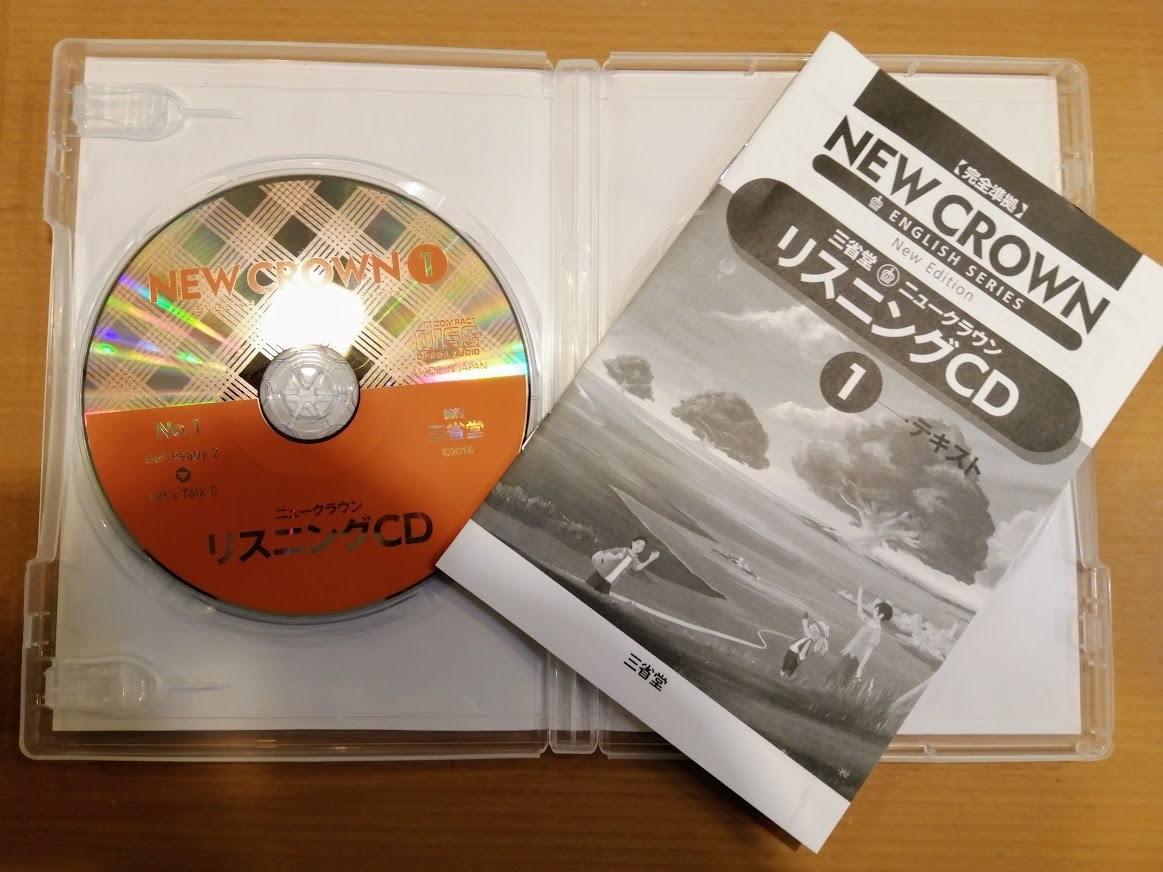 NEW CROWN 1
COMPACT
disc
DIGITAL AUDIO
MADE IN JAPAN
No.1
Get Ready 2
Let's Talk 5
発行
三省堂
©2016
ニュークラウン
リスニングCD
【完全準拠】
NEW CROWN
ENGLISH SERIES
New Edition
三省堂 ニュークラウン
リスニングCD
1
テキスト
三省堂